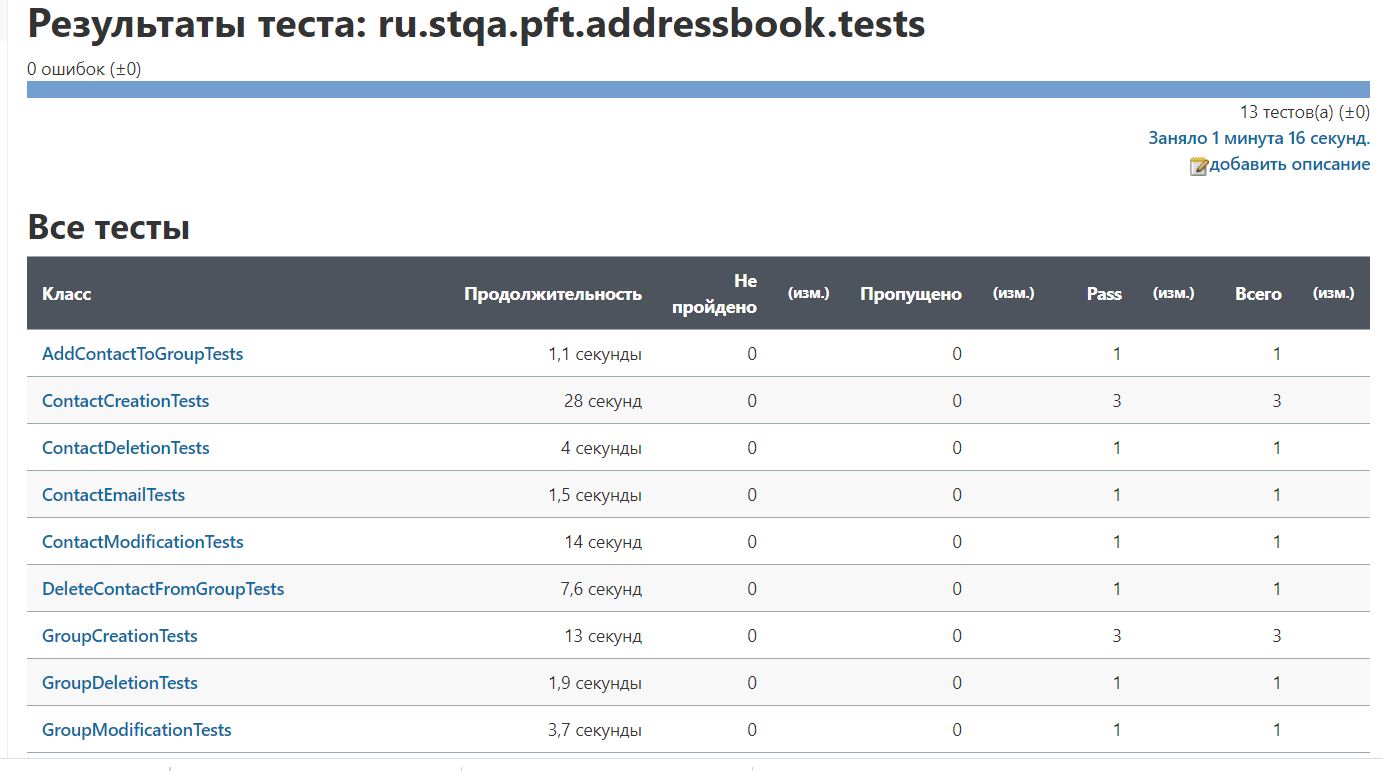 Результаты теста: ru.stqa.pft.addressbook.tests
0 ошибок (±0)
13 тестов(а) (±0)
Заняло 1 минута 16 секунд.
добавить описание
Все тесты
Класс Продолжительность Не пройдено (изм.) Пропущено (изм.) Pass (изм.) Всего (изм.)
AddContactToGroupTests 1,1 секунды 0 0 1 1
ContactCreationTests 28 секунд 0 0 3 3
ContactDeletionTests 4 секунды 0 0 1 1
ContactEmailTests 1,5 секунды 0 0 1 1
ContactModificationTests 14 секунд 0 0 1 1
DeleteContactFromGroupTests 7,6 секунд 0 0 1 1
GroupCreationTests 13 секунд 0 0 3 3
GroupDeletionTests 1,9 секунды 0 0 1 1
GroupModificationTests 3,7 секунды 0 0 1 1